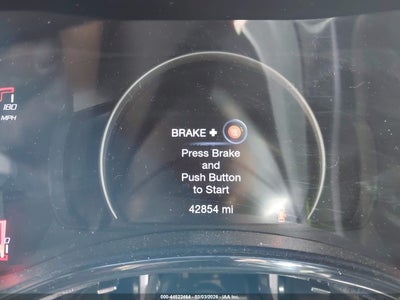 180
MPH
BRAKE +
Press Brake
and
Push Button
to Start
42854 mi